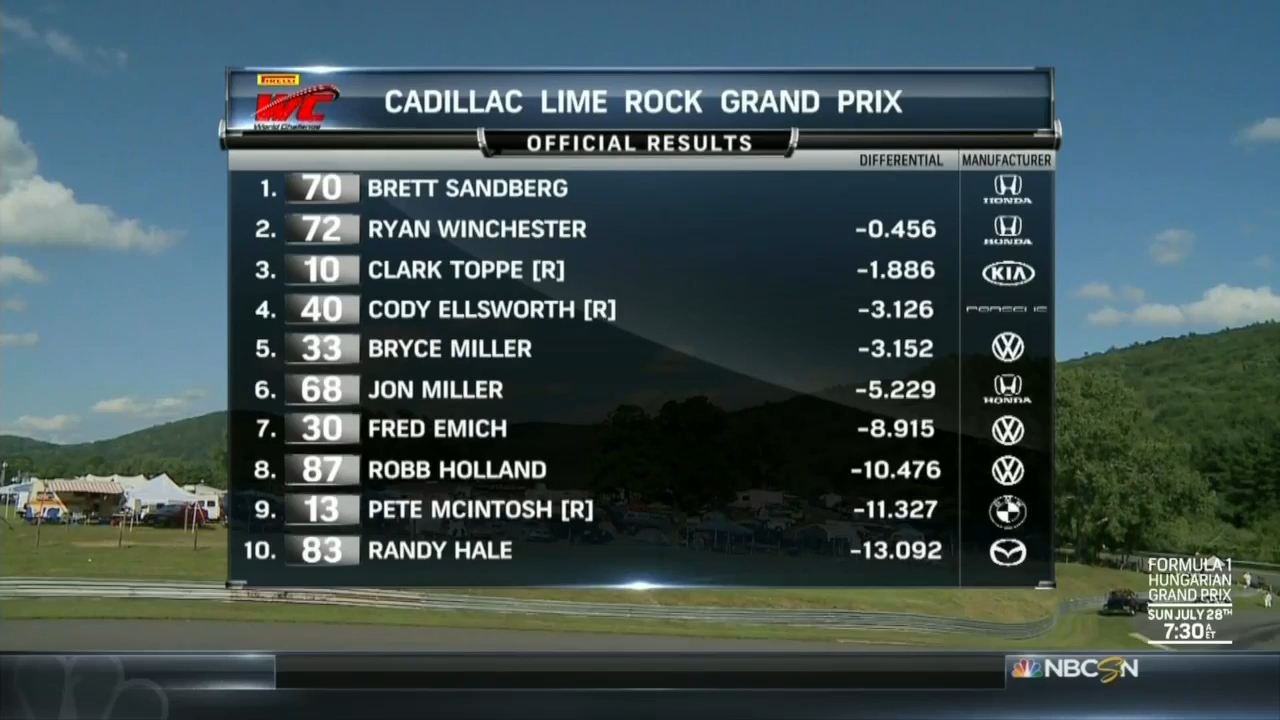 PIRELLI
WC
World Challenge
CADILLAC LIME ROCK GRAND PRIX
OFFICIAL RESULTS
DIFFERENTIAL MANUFACTURER
1. 70 BRETT SANDBERG HONDA
2. 72 RYAN WINCHESTER -0.456 HONDA
3. 10 CLARK TOPPE [R] -1.886 KIA
4. 40 CODY ELLSWORTH [R] -3.126 PORSCHE
5. 33 BRYCE MILLER -3.152 VW
6. 68 JON MILLER -5.229 HONDA
7. 30 FRED EMICH -8.915 VW
8. 87 ROBB HOLLAND -10.476 VW
9. 13 PETE MCINTOSH [R] -11.327
10. 83 RANDY HALE -13.092
FORMULA 1
HUNGARIAN
GRAND PRIX
SUN JULY 28TH
7:30 A ET
NBCSN